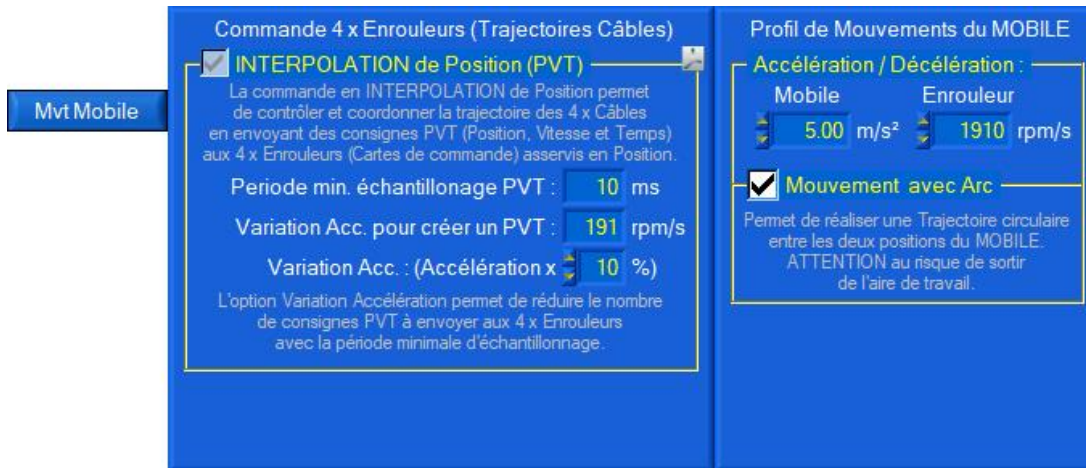 Mvt Mobile
Commande 4 x Enrouleurs (Trajectoires Câbles)
INTERPOLATION de Position (PVT)
La commande en INTERPOLATION de Position permet
de contrôler et coordonner la trajectoire des 4 x Câbles
en envoyant des consignes PVT (Position, Vitesse et Temps)
aux 4 x Enrouleurs (Cartes de commande) asservis en Position.
Periode min. échantillonage PVT : 10 ms
Variation Acc. pour créer un PVT : 191 rpm/s
Variation Acc. : (Accélération x 10 %)
L'option Variation Accélération permet de réduire le nombre
de consignes PVT à envoyer aux 4 x Enrouleurs
avec la période minimale d'échantillonnage.
Profil de Mouvements du MOBILE
Accélération / Décélération :
Mobile Enrouleur
5.00 m/s² 1910 rpm/s
Mouvement avec Arc
Permet de réaliser une Trajectoire circulaire
entre les deux positions du MOBILE.
ATTENTION au risque de sortir
de l'aire de travail.